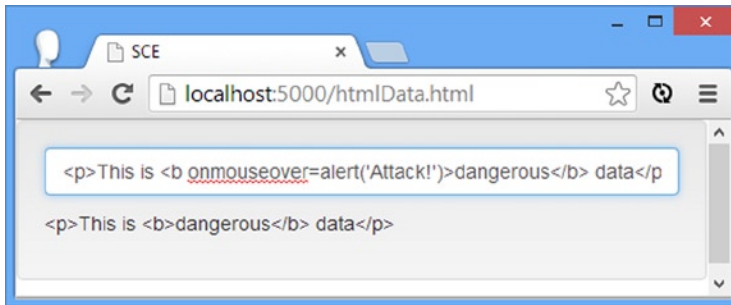 SCE
localhost:5000/htmlData.html
<p>This is <b onmouseover=alert('Attack!')>dangerous</b> data</p
<p>This is <b>dangerous</b> data</p>